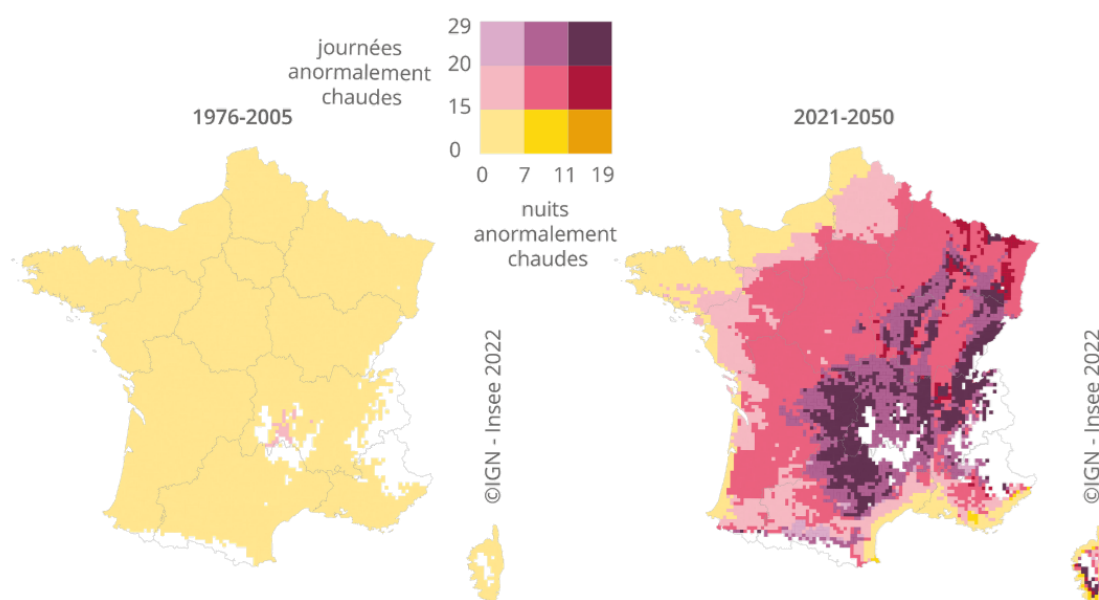 journées
anormalement
chaudes
29
20
15
0
0 7 11 19
nuits
anormalement
chaudes
1976-2005
2021-2050
©IGN - Insee 2022
©IGN - Insee 2022